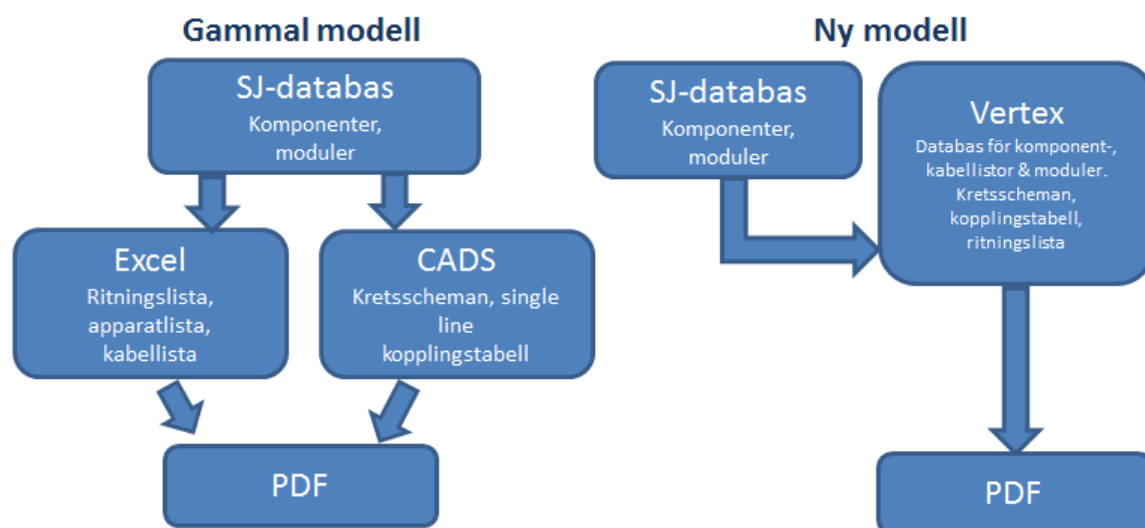 Gammal modell
SJ-databas
Komponenter,
moduler
Excel
Ritningslista,
apparatlista,
kabellista
CADS
Kretsscheman, single
line
kopplingstabell
PDF
Ny modell
SJ-databas
Komponenter,
moduler
Vertex
Databas för komponent-,
kabellistor & moduler.
Kretsscheman,
kopplingstabell,
ritningslista
PDF